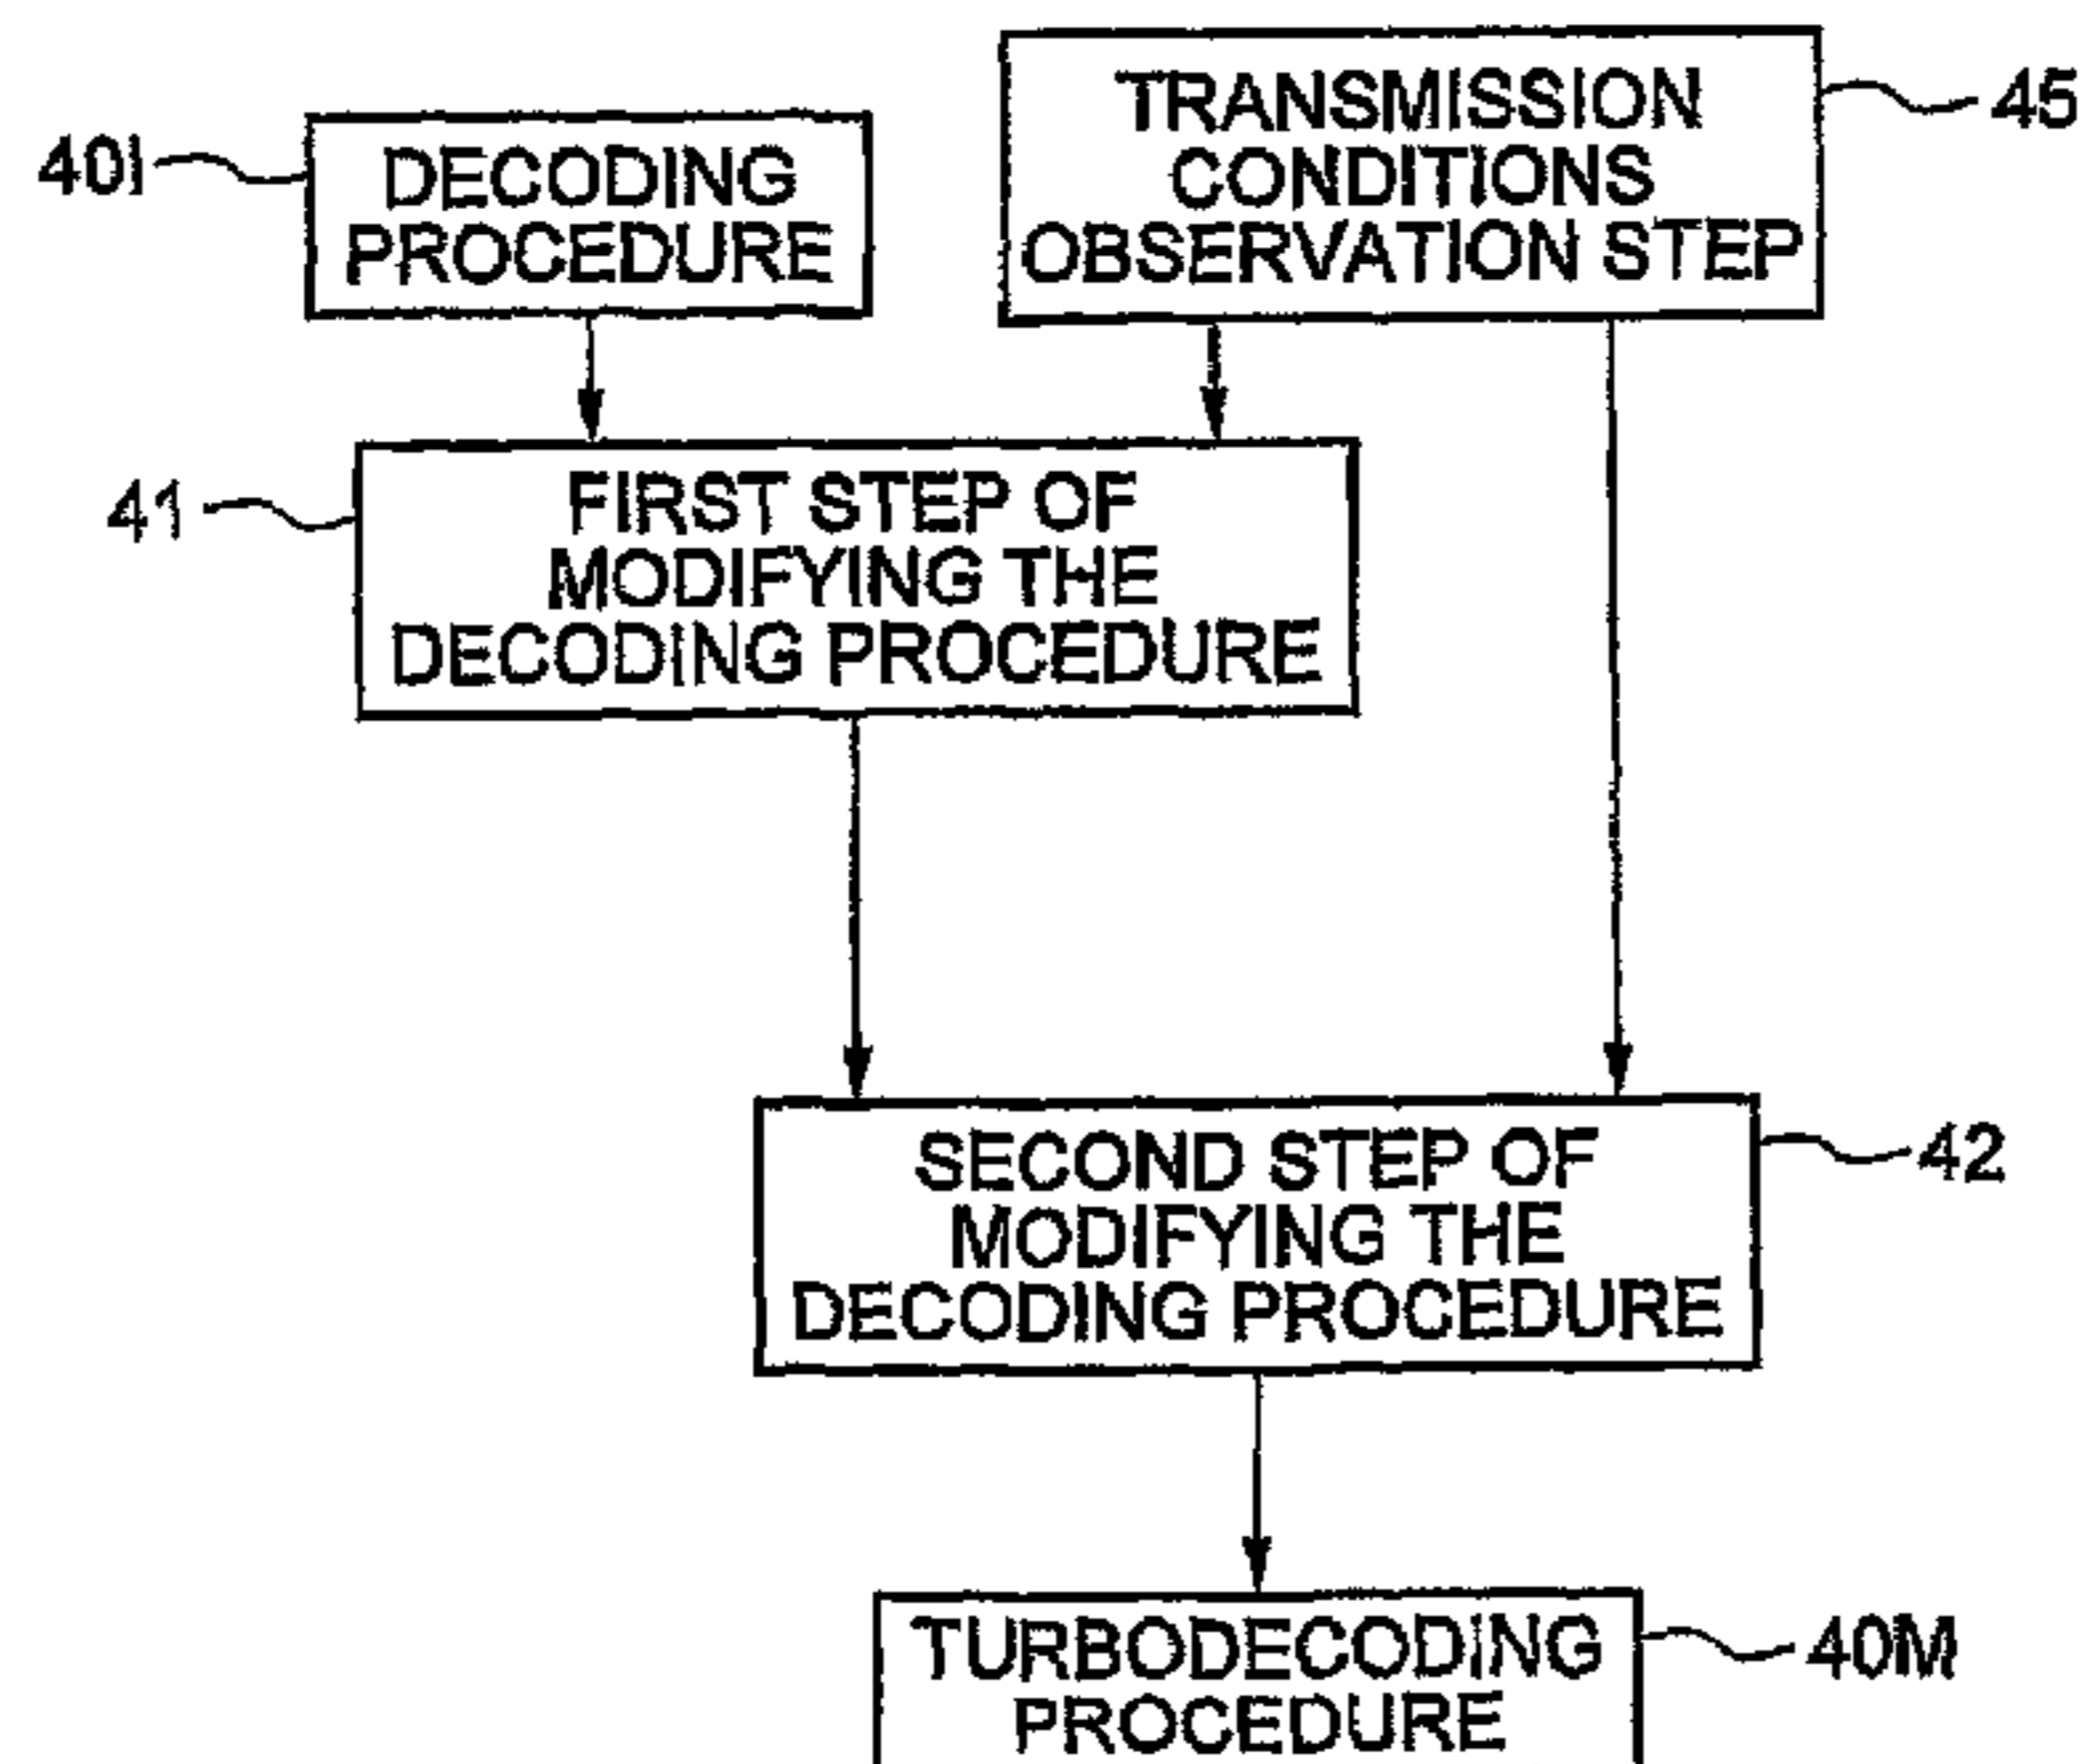 40I
DECODING
PROCEDURE
TRANSMISSION
CONDITIONS
OBSERVATION STEP
45
41
FIRST STEP OF
MODIFYING THE
DECODING PROCEDURE
SECOND STEP OF
MODIFYING THE
DECODING PROCEDURE
42
TURBODECODING
PROCEDURE
40M